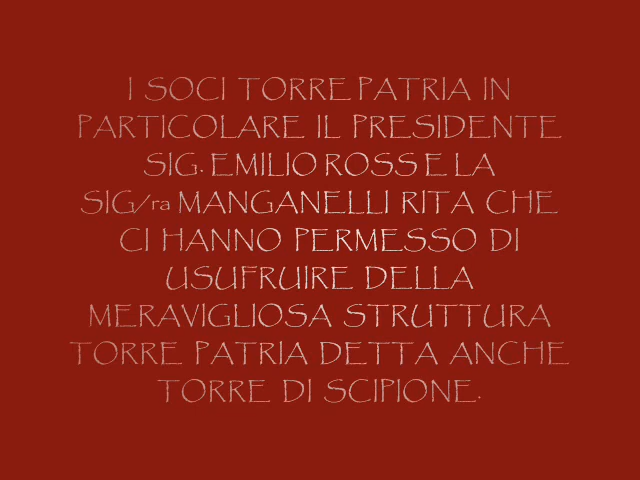 I SOCI TORRE PATRIA IN
PARTICOLARE IL PRESIDENTE
SIG. EMILIO ROSS E LA
SIG/ra MANGANELLI RITA CHE
CI HANNO PERMESSO DI
USUFRUIRE DELLA
MERAVIGLIOSA STRUTTURA
TORRE PATRIA DETTA ANCHE
TORRE DI SCIPIONE.